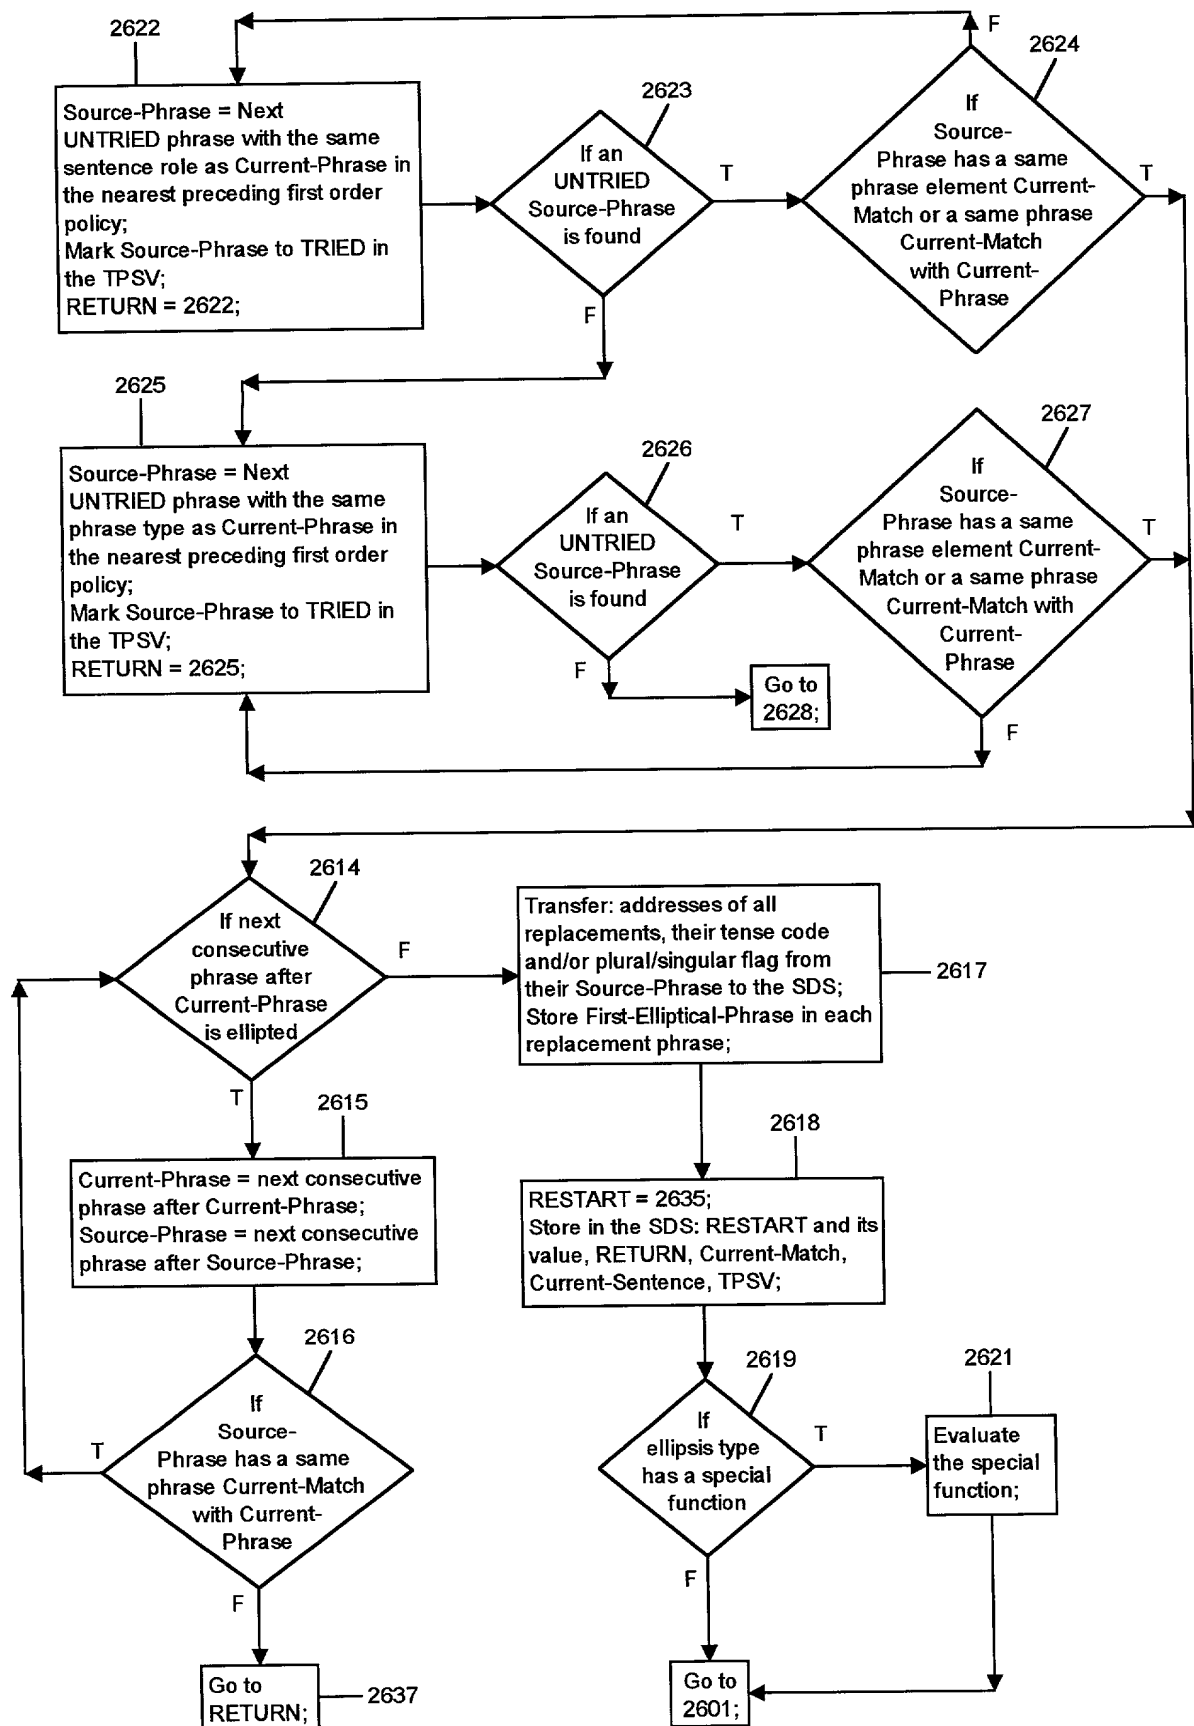 2622
F
2624
Source-Phrase = Next
UNTRIED phrase with the same
sentence role as Current-Phrase in
the nearest preceding first order
policy;
Mark Source-Phrase to TRIED in
the TPSV;
RETURN = 2622;
2623
If an
UNTRIED
Source-Phrase
is found
T
F
If
Source-
Phrase has a same
phrase element Current-
Match or a same phrase
Current-Match
with Current-
Phrase
T
2625
Source-Phrase = Next
UNTRIED phrase with the same
phrase type as Current-Phrase in
the nearest preceding first order
policy;
Mark Source-Phrase to TRIED in
the TPSV;
RETURN = 2625;
2626
If an
UNTRIED
Source-Phrase
is found
T
F
Go to
2628;
2627
If
Source-
Phrase has a same
phrase element Current-
Match or a same phrase
Current-Match with
Current-
Phrase
T
F
2614
If next
consecutive
phrase after
Current-Phrase
is ellipted
F
T
Transfer: addresses of all
replacements, their tense code
and/or plural/singular flag from
their Source-Phrase to the SDS;
Store First-Elliptical-Phrase in each
replacement phrase;
2617
2615
Current-Phrase = next consecutive
phrase after Current-Phrase;
Source-Phrase = next consecutive
phrase after Source-Phrase;
2618
RESTART = 2635;
Store in the SDS: RESTART and its
value, RETURN, Current-Match,
Current-Sentence, TPSV;
2616
If
Source-
Phrase has a same
phrase Current-Match
with Current-
Phrase
T
F
Go to
RETURN;
2637
2619
If
ellipsis type
has a special
function
T
F
2621
Evaluate
the special
function;
Go to
2601;